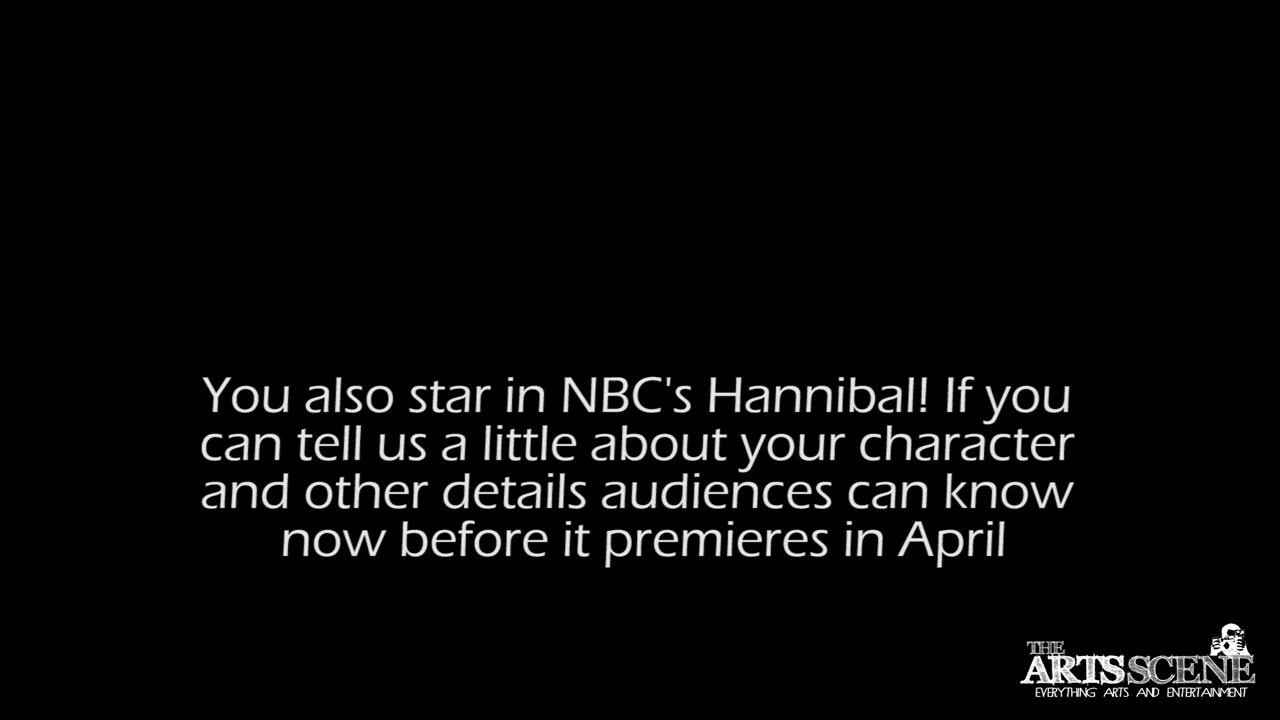 You also star in NBC's Hannibal! If you
can tell us a little about your character
and other details audiences can know
now before it premieres in April
THE
ARTS SCENE
EVERYTHING ARTS AND ENTERTAINMENT